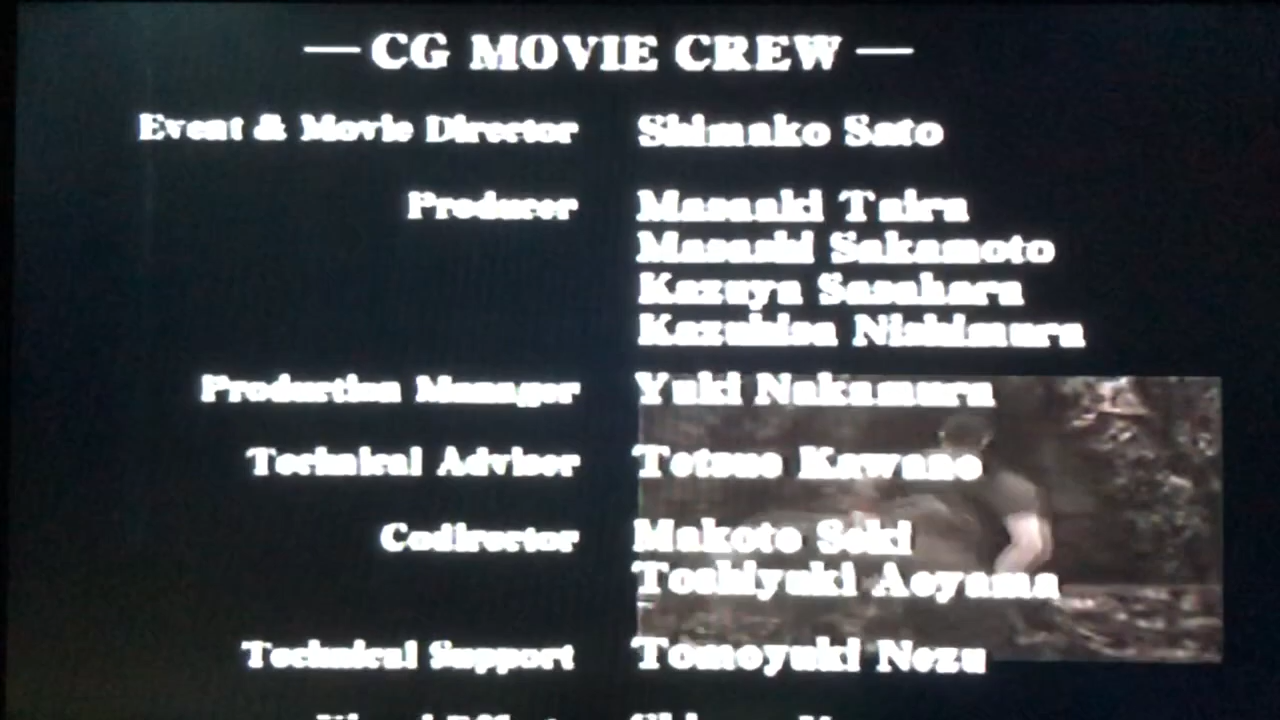 — CG MOVIE CREW —
Event & Movie Director Shimako Sato
Producer Masaaki Taira
Masashi Sakamoto
Kazuya Sasahara
Kazuhisa Nishimura
Production Manager Yuki Nakamura
Technical Advisor Tetsuo Kawano
Codirector Makoto Seki
Toshiyuki Aoyama
Technical Support Tomoyuki Nezu